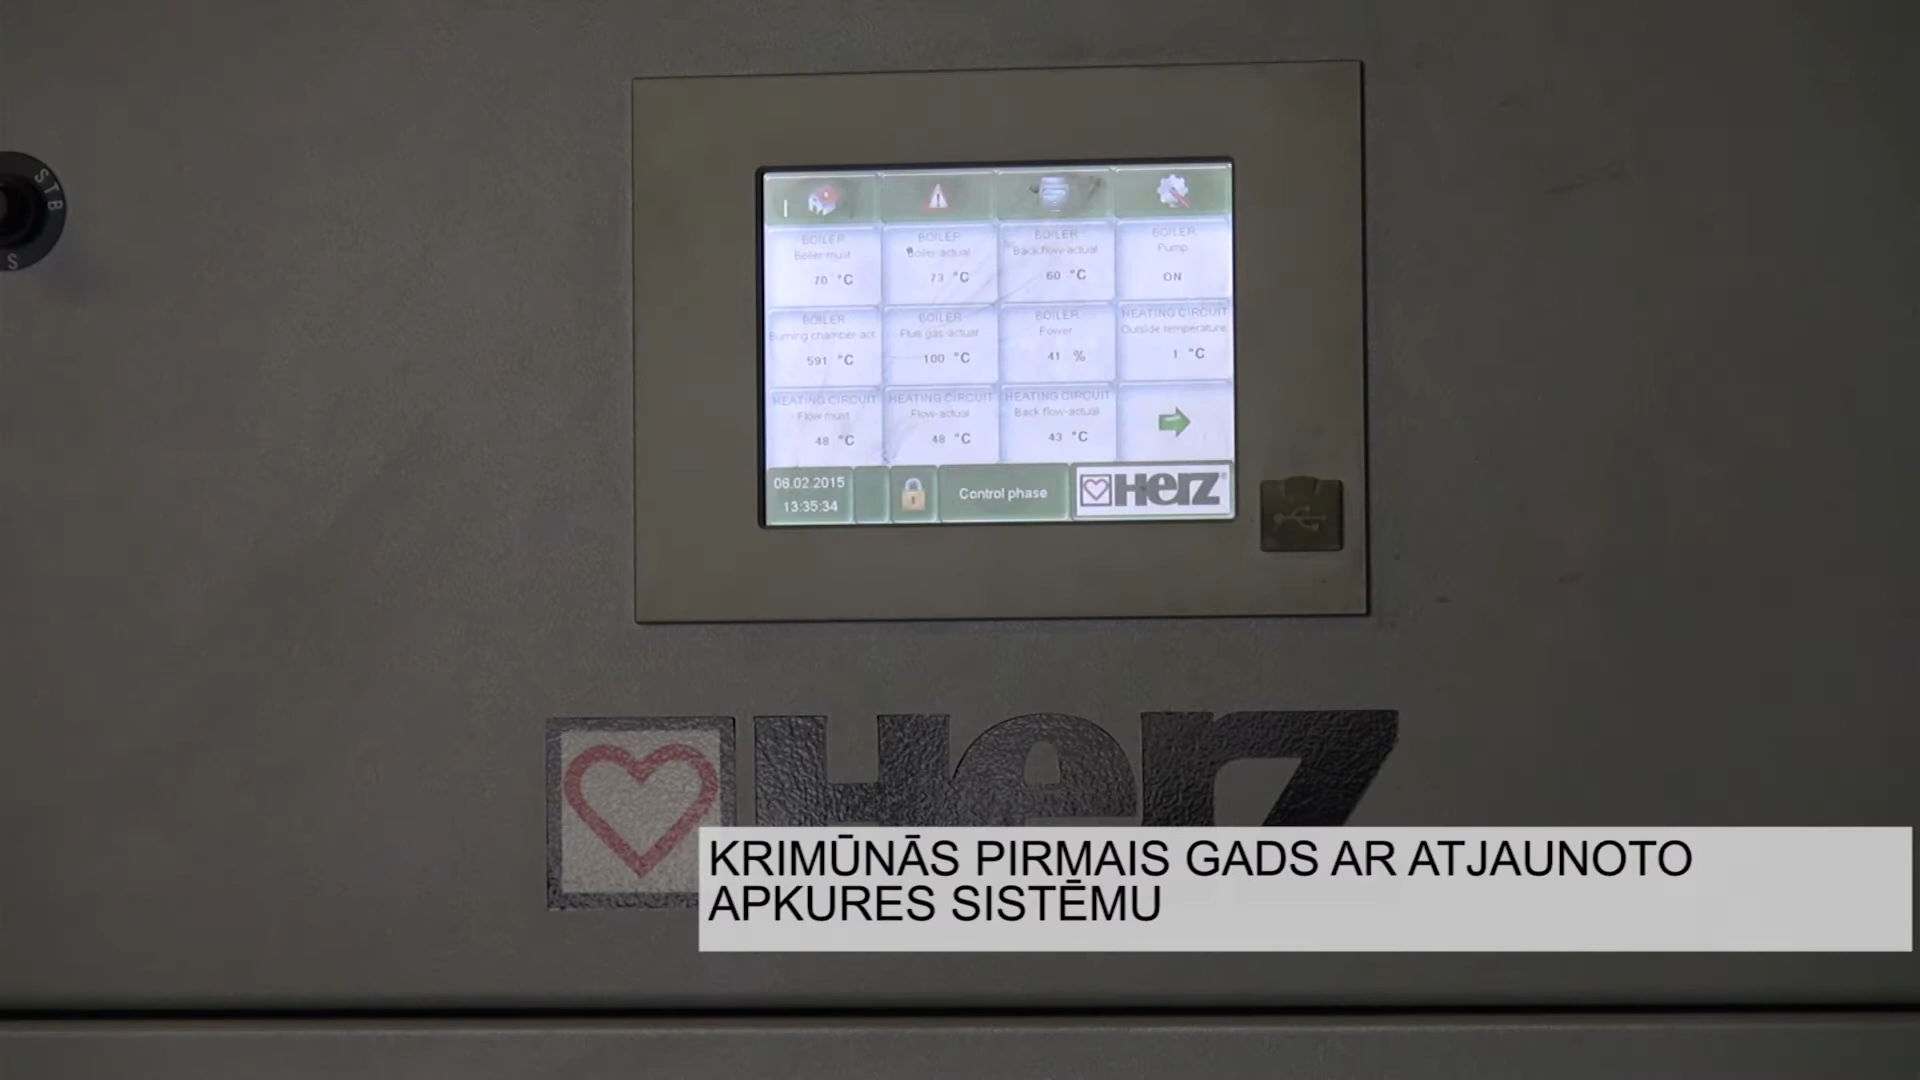 STB
S
BOILER BOILER BOILER BOILER
Boiler-must Boiler-actual Back flow-actual Pump
70 °C 73 °C 60 °C ON
BOILER BOILER BOILER HEATING CIRCUIT
Burning chamber-act. Flue gas-actual Power Outside temperature
591 °C 100 °C 41 % 1 °C
HEATING CIRCUIT HEATING CIRCUIT HEATING CIRCUIT
Flow must Flow-actual Back flow-actual
48 °C 48 °C 43 °C
06.02.2015
13:35:34
Control phase
HERZ
HERZ
KRIMŪNĀS PIRMAIS GADS AR ATJAUNOTO
APKURES SISTĒMU